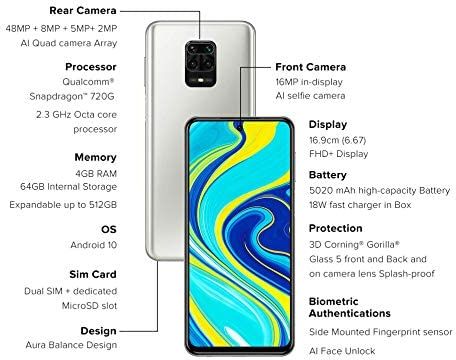 Rear Camera
48MP + 8MP + 5MP+ 2MP
AI Quad camera Array
Processor
Qualcomm®
Snapdragon™ 720G
2.3 GHz Octa core
processor
Memory
4GB RAM
64GB Internal Storage
Expandable up to 512GB
OS
Android 10
Sim Card
Dual SIM + dedicated
MicroSD slot
Design
Aura Balance Design
Front Camera
16MP in-display
AI selfie camera
Display
16.9cm (6.67)
FHD+ Display
Battery
5020 mAh high-capacity Battery
18W fast charger in Box
Protection
3D Corning® Gorilla®
Glass 5 front and Back and
on camera lens Splash-proof
Biometric
Authentications
Side Mounted Fingerprint sensor
AI Face Unlock